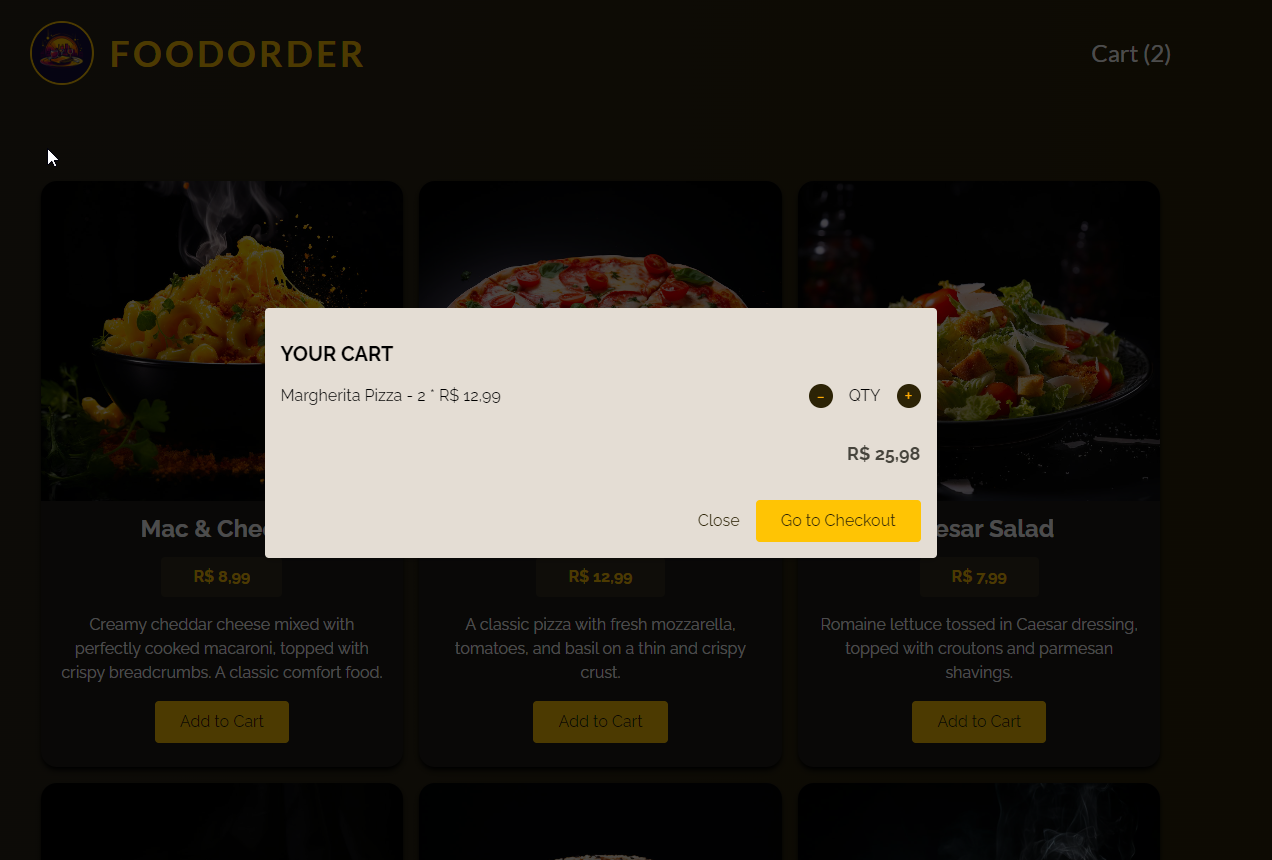 FOODORDER
Cart (2)
YOUR CART
Margherita Pizza - 2 * R$ 12,99
– QTY +
R$ 25,98
Close
Go to Checkout
Mac & Chee
esar Salad
R$ 8,99
R$ 12,99
R$ 7,99
Creamy cheddar cheese mixed with
perfectly cooked macaroni, topped with
crispy breadcrumbs. A classic comfort food.
A classic pizza with fresh mozzarella,
tomatoes, and basil on a thin and crispy
crust.
Romaine lettuce tossed in Caesar dressing,
topped with croutons and parmesan
shavings.
Add to Cart
Add to Cart
Add to Cart